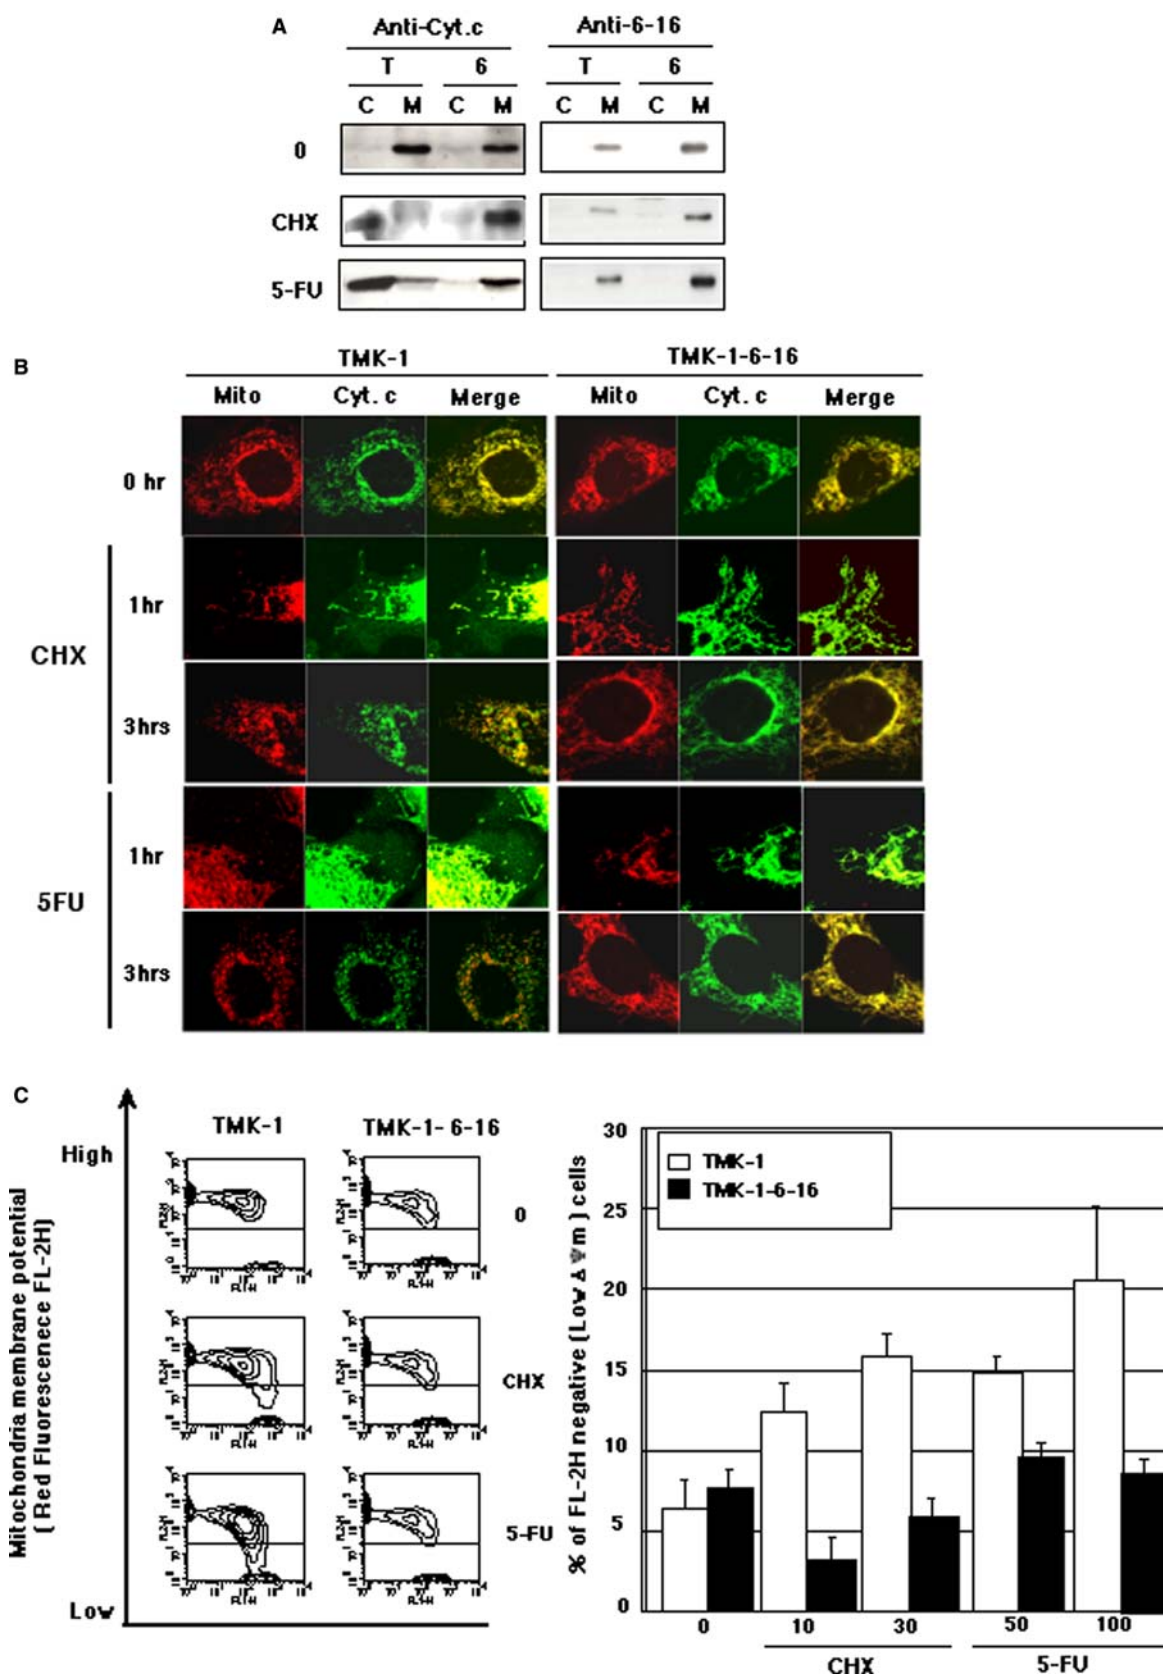 A
Anti-Cyt.c Anti-6-16
T 6 T 6
C M C M C M C M
0
CHX
5-FU
B
TMK-1 TMK-1-6-16
Mito Cyt. c Merge Mito Cyt. c Merge
0 hr
1hr
CHX
3hrs
1hr
5FU
3hrs
C
TMK-1 TMK-1-6-16
High
0
CHX
5-FU
Low
Mitochondria membrane potential
( Red Fluorescenece FL-2H)
% of FL-2H negative (Low Δ Ψ m ) cells
30
25
20
15
10
5
0
TMK-1
TMK-1-6-16
0 10 30 50 100
CHX 5-FU